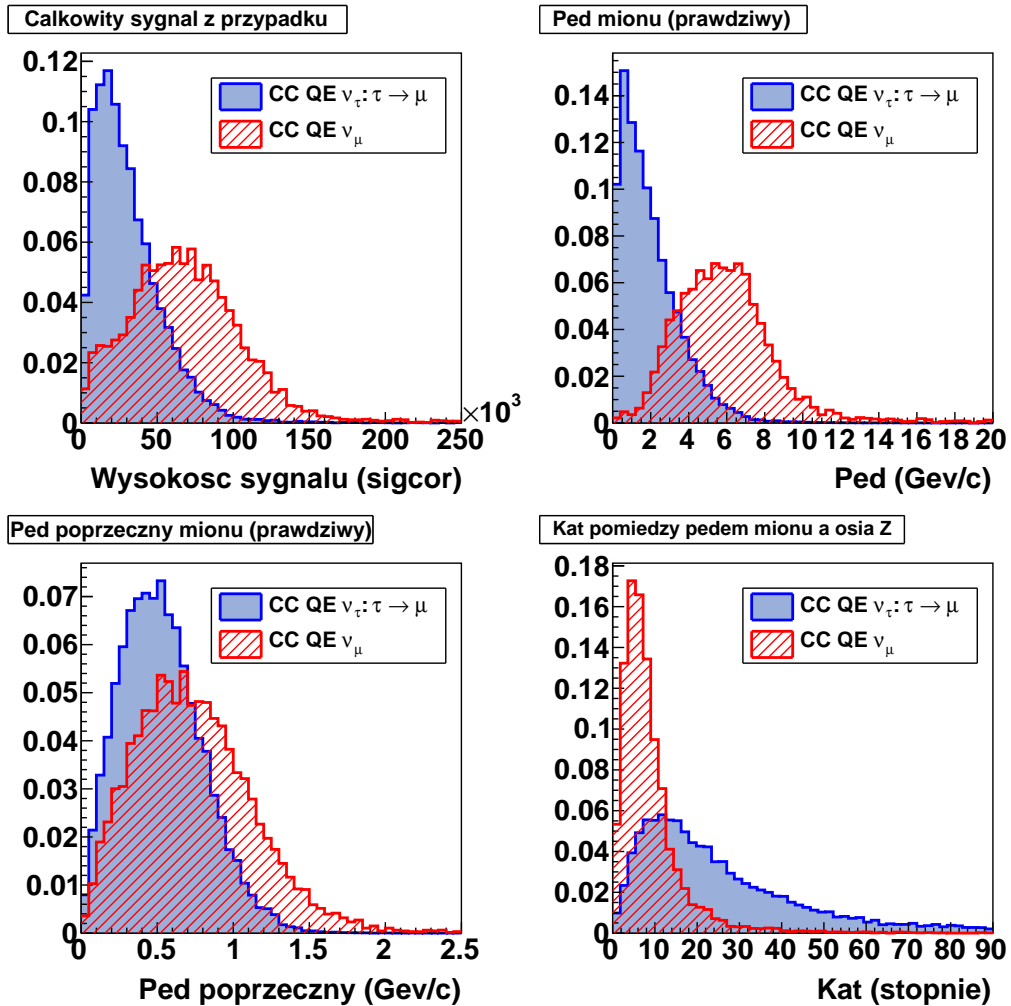 Calkowity sygnal z przypadku
0.12
0.1
0.08
0.06
0.04
0.02
0
CC QE ντ: τ → μ
CC QE νμ
0 50 100 150 200 250
×10³
Wysokosc sygnalu (sigcor)
Ped mionu (prawdziwy)
0.14
0.12
0.1
0.08
0.06
0.04
0.02
0
CC QE ντ: τ → μ
CC QE νμ
0 2 4 6 8 10 12 14 16 18 20
Ped (Gev/c)
Ped poprzeczny mionu (prawdziwy)
0.07
0.06
0.05
0.04
0.03
0.02
0.01
0
CC QE ντ: τ → μ
CC QE νμ
0 0.5 1 1.5 2 2.5
Ped poprzeczny (Gev/c)
Kat pomiedzy pedem mionu a osia Z
0.18
0.16
0.14
0.12
0.1
0.08
0.06
0.04
0.02
0
CC QE ντ: τ → μ
CC QE νμ
0 10 20 30 40 50 60 70 80 90
Kat (stopnie)